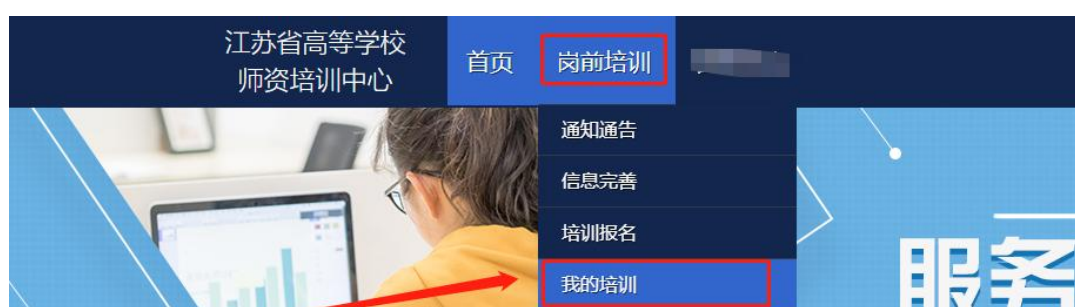 江苏省高等学校
师资培训中心
首页
岗前培训
通知通告
信息完善
培训报名
我的培训
服务